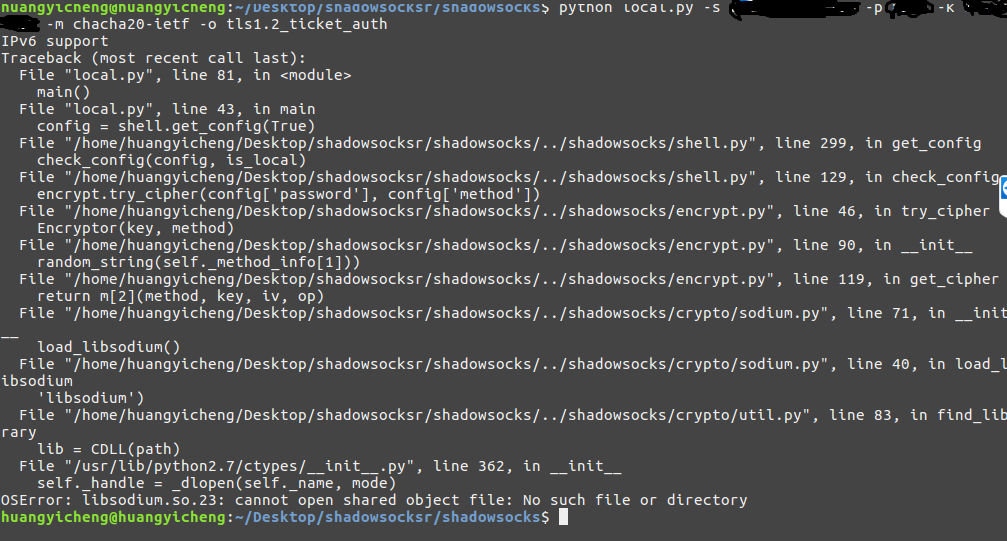 huangyicheng@huangyicheng:~/Desktop/shadowsocksr/shadowsocks$ python local.py -s -p -k
-m chacha20-ietf -o tls1.2_ticket_auth
IPv6 support
Traceback (most recent call last):
  File "local.py", line 81, in <module>
    main()
  File "local.py", line 43, in main
    config = shell.get_config(True)
  File "/home/huangyicheng/Desktop/shadowsocksr/shadowsocks/../shadowsocks/shell.py", line 299, in get_config
    check_config(config, is_local)
  File "/home/huangyicheng/Desktop/shadowsocksr/shadowsocks/../shadowsocks/shell.py", line 129, in check_config
    encrypt.try_cipher(config['password'], config['method'])
  File "/home/huangyicheng/Desktop/shadowsocksr/shadowsocks/../shadowsocks/encrypt.py", line 46, in try_cipher
    Encryptor(key, method)
  File "/home/huangyicheng/Desktop/shadowsocksr/shadowsocks/../shadowsocks/encrypt.py", line 90, in __init__
    random_string(self._method_info[1]))
  File "/home/huangyicheng/Desktop/shadowsocksr/shadowsocks/../shadowsocks/encrypt.py", line 119, in get_cipher
    return m[2](method, key, iv, op)
  File "/home/huangyicheng/Desktop/shadowsocksr/shadowsocks/../shadowsocks/crypto/sodium.py", line 71, in __init
__
    load_libsodium()
  File "/home/huangyicheng/Desktop/shadowsocksr/shadowsocks/../shadowsocks/crypto/sodium.py", line 40, in load_l
ibsodium
    'libsodium')
  File "/home/huangyicheng/Desktop/shadowsocksr/shadowsocks/../shadowsocks/crypto/util.py", line 83, in find_lib
rary
    lib = CDLL(path)
  File "/usr/lib/python2.7/ctypes/__init__.py", line 362, in __init__
    self._handle = _dlopen(self._name, mode)
OSError: libsodium.so.23: cannot open shared object file: No such file or directory
huangyicheng@huangyicheng:~/Desktop/shadowsocksr/shadowsocks$